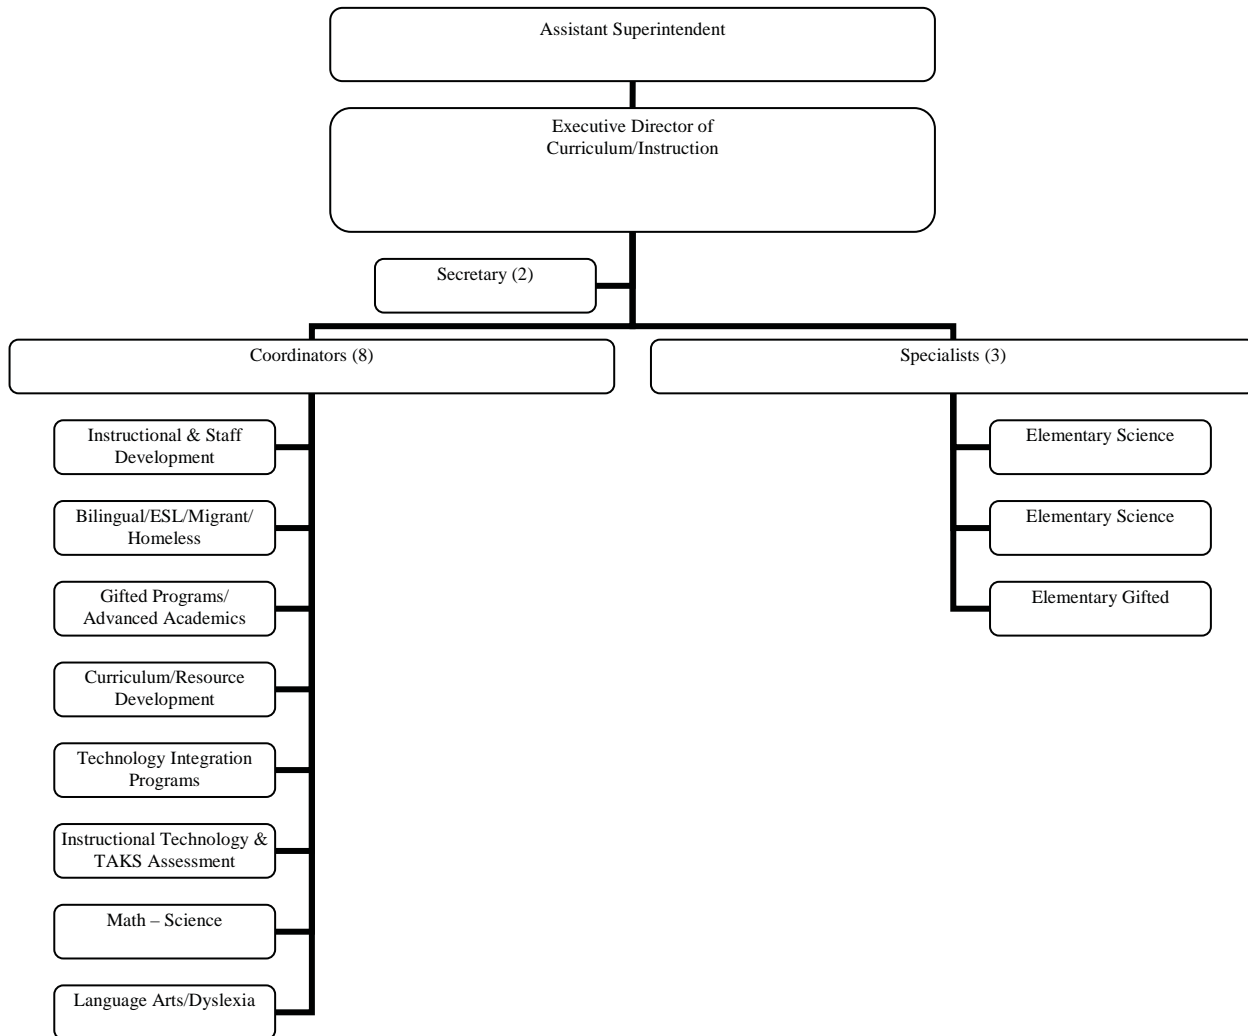 Assistant Superintendent
Executive Director of
Curriculum/Instruction
Secretary (2)
Coordinators (8)
Specialists (3)
Instructional & Staff
Development
Bilingual/ESL/Migrant/
Homeless
Gifted Programs/
Advanced Academics
Curriculum/Resource
Development
Technology Integration
Programs
Instructional Technology &
TAKS Assessment
Math – Science
Language Arts/Dyslexia
Elementary Science
Elementary Science
Elementary Gifted